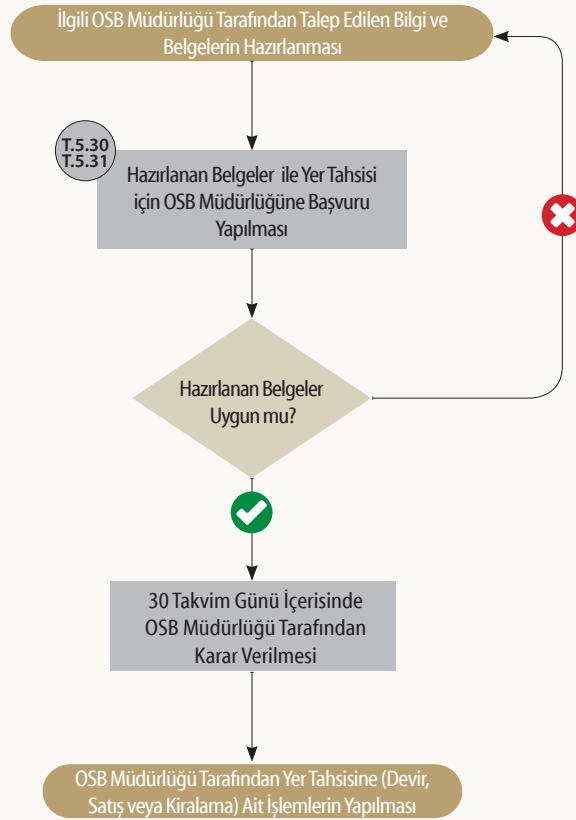 İlgili OSB Müdürlüğü Tarafından Talep Edilen Bilgi ve
Belgelerin Hazırlanması
T.5.30
T.5.31
Hazırlanan Belgeler ile Yer Tahsisi
için OSB Müdürlüğüne Başvuru
Yapılması
Hazırlanan Belgeler
Uygun mu?
30 Takvim Günü İçerisinde
OSB Müdürlüğü Tarafından
Karar Verilmesi
OSB Müdürlüğü Tarafından Yer Tahsisine (Devir,
Satış veya Kiralama) Ait İşlemlerin Yapılması